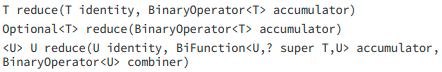 T reduce(T identity, BinaryOperator<T> accumulator)
Optional<T> reduce(BinaryOperator<T> accumulator)
<U> U reduce(U identity, BiFunction<U,? super T,U> accumulator,
BinaryOperator<U> combiner)